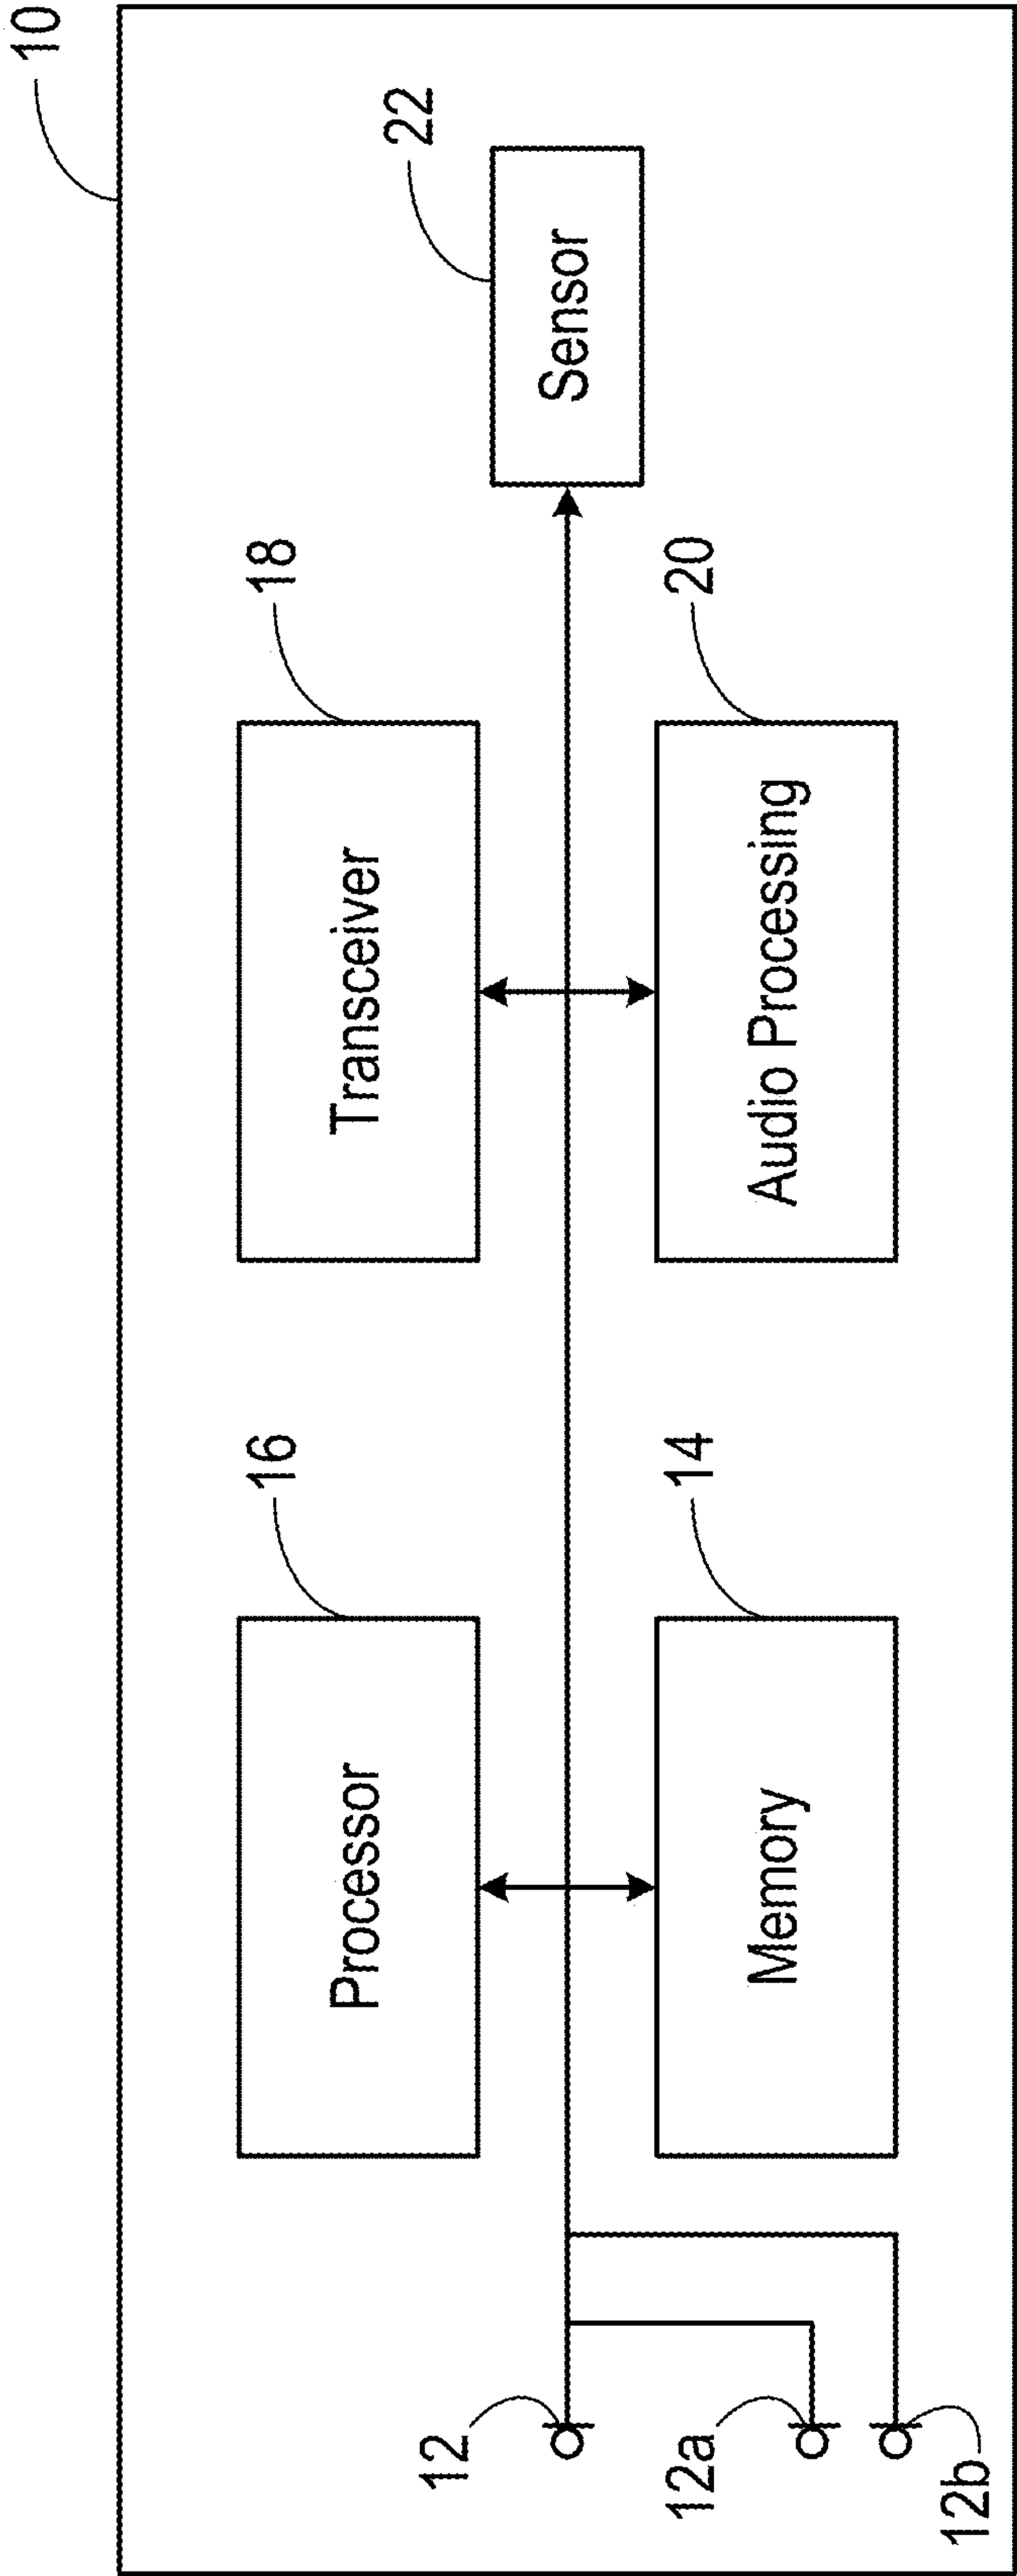 10
22
Sensor
18
Transceiver
20
Audio Processing
16
Processor
14
Memory
12
12a
12b